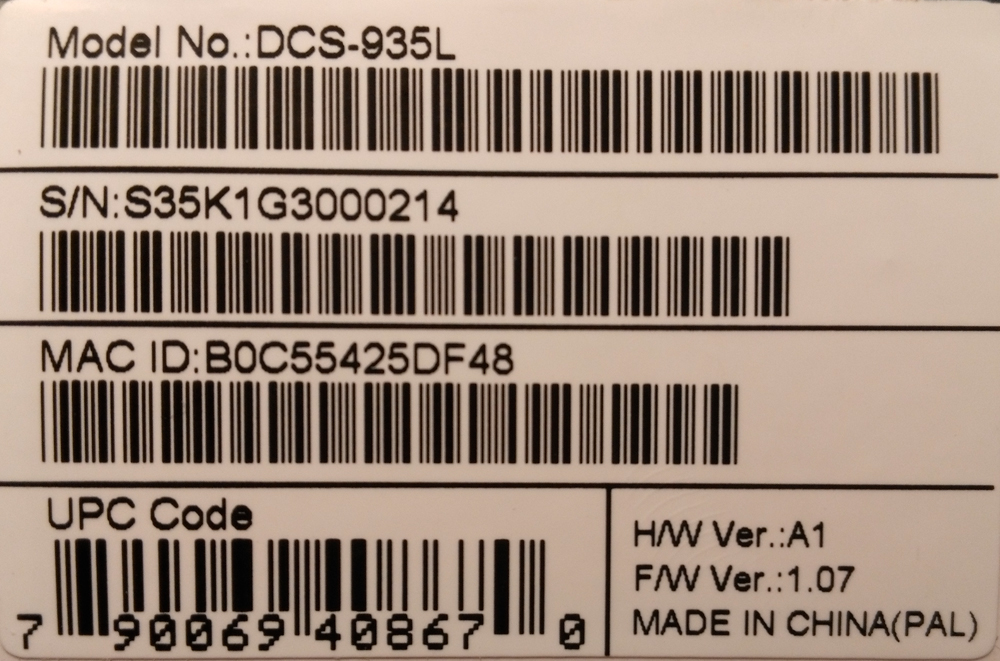 Model No.:DCS-935L
S/N:S35K1G3000214
MAC ID:B0C55425DF48
UPC Code
7 90069 40867 0
H/W Ver.:A1
F/W Ver.:1.07
MADE IN CHINA(PAL)